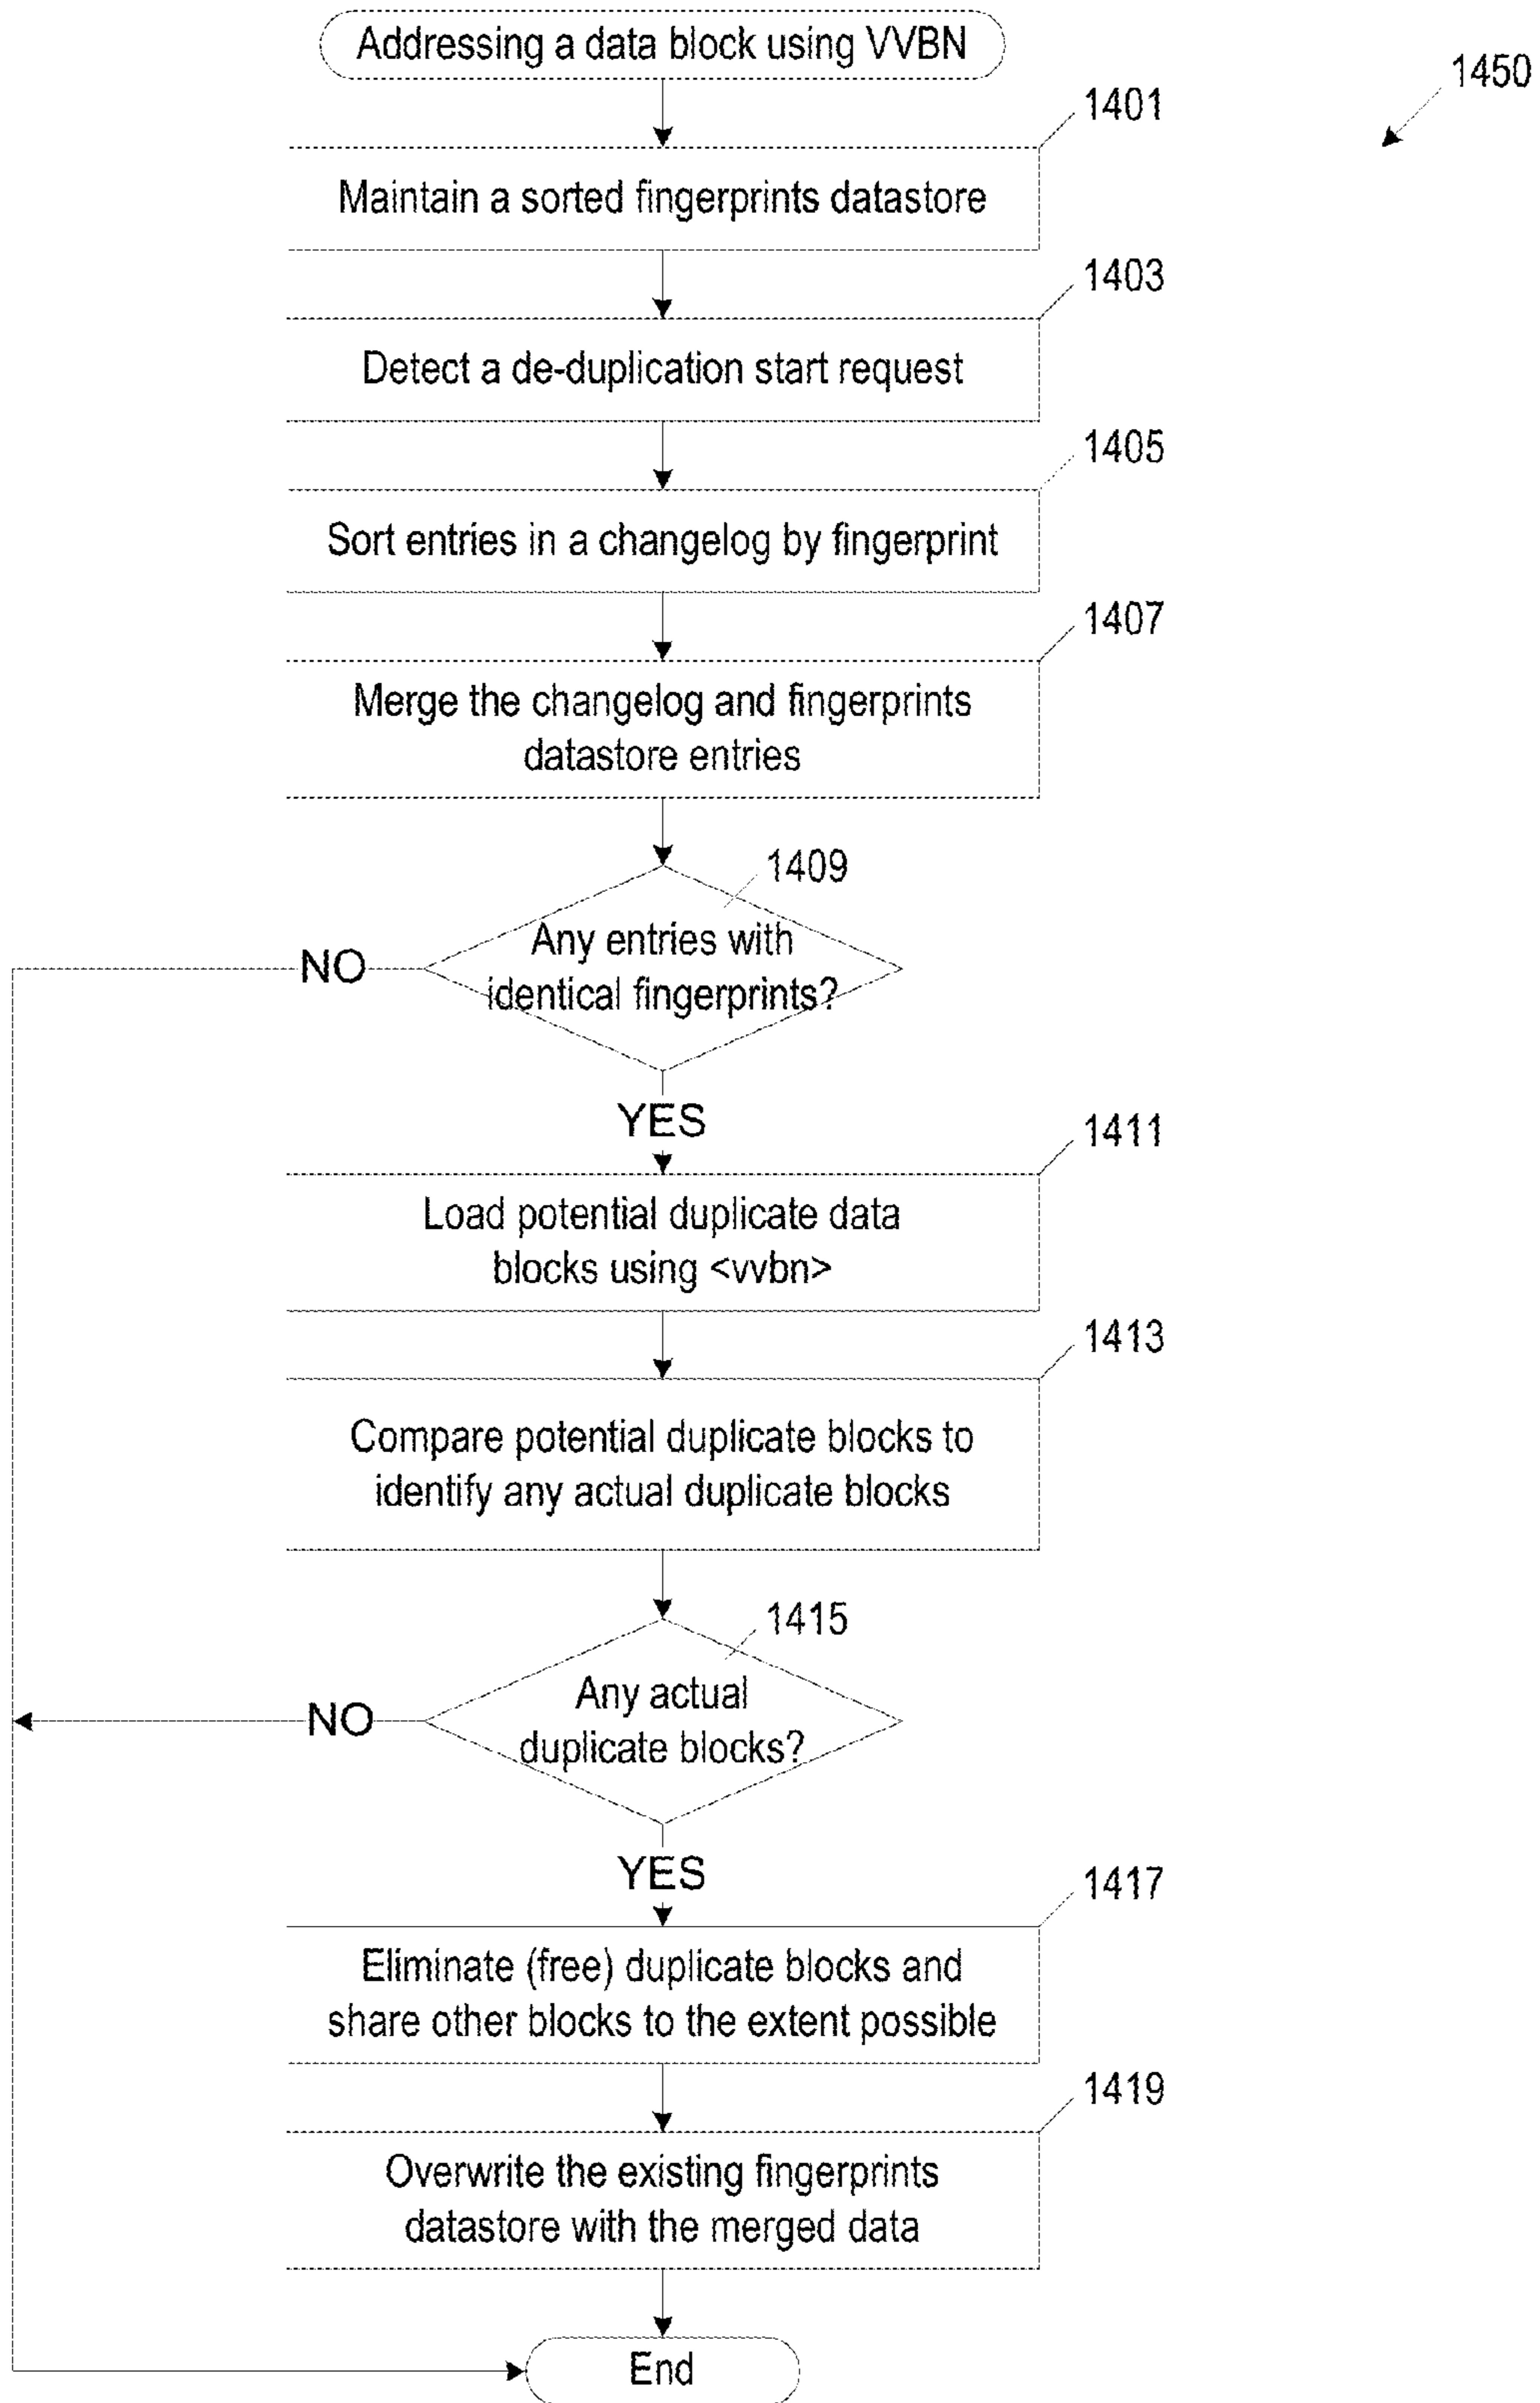 Addressing a data block using VVBN
1450
1401
Maintain a sorted fingerprints datastore
1403
Detect a de-duplication start request
1405
Sort entries in a changelog by fingerprint
1407
Merge the changelog and fingerprints
datastore entries
1409
Any entries with
identical fingerprints?
NO
YES
1411
Load potential duplicate data
blocks using <vvbn>
1413
Compare potential duplicate blocks to
identify any actual duplicate blocks
1415
Any actual
duplicate blocks?
NO
YES
1417
Eliminate (free) duplicate blocks and
share other blocks to the extent possible
1419
Overwrite the existing fingerprints
datastore with the merged data
End